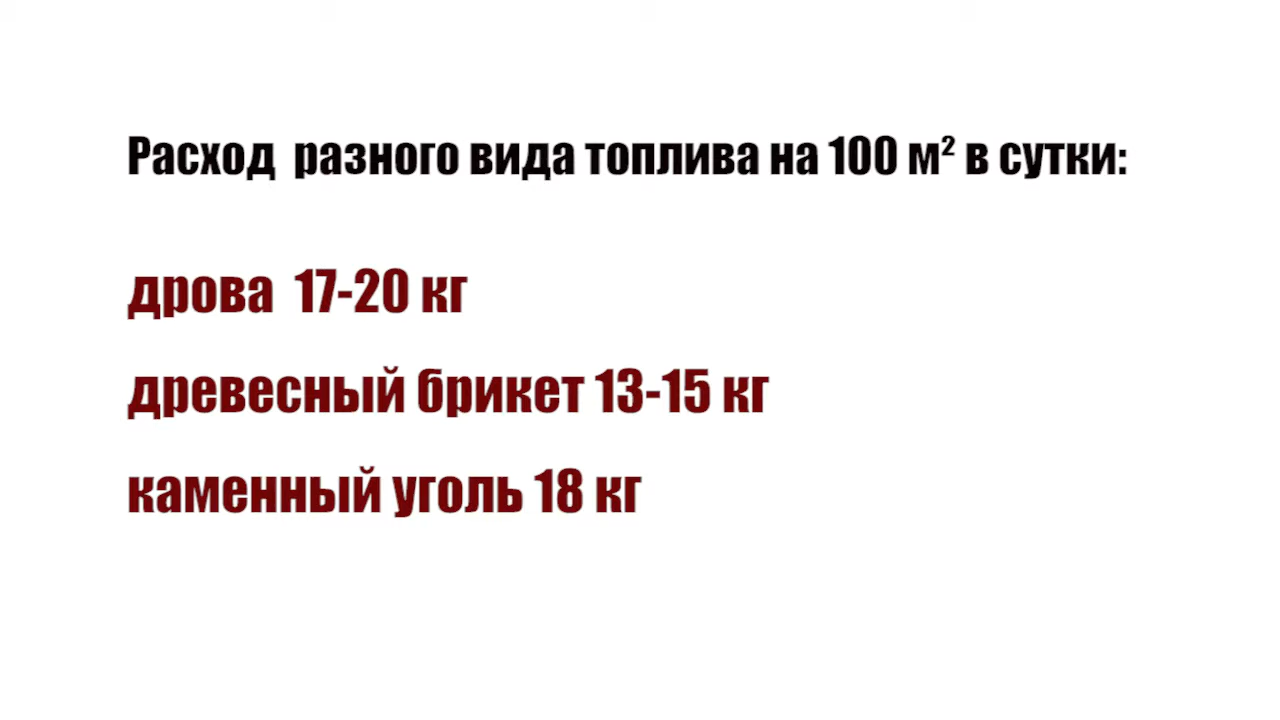 Расход разного вида топлива на 100 м² в сутки:
дрова 17-20 кг
древесный брикет 13-15 кг
каменный уголь 18 кг